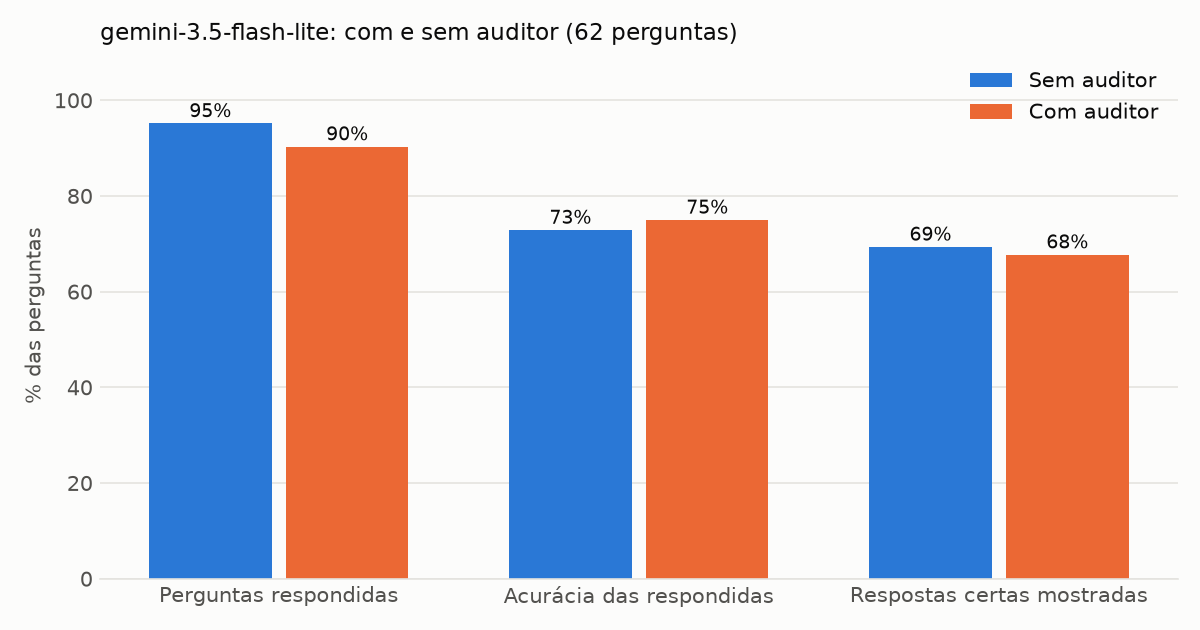 gemini-3.5-flash-lite: com e sem auditor (62 perguntas)
Sem auditor
Com auditor
% das perguntas
100
80
60
40
20
0
95%
90%
73%
75%
69%
68%
Perguntas respondidas
Acurácia das respondidas
Respostas certas mostradas